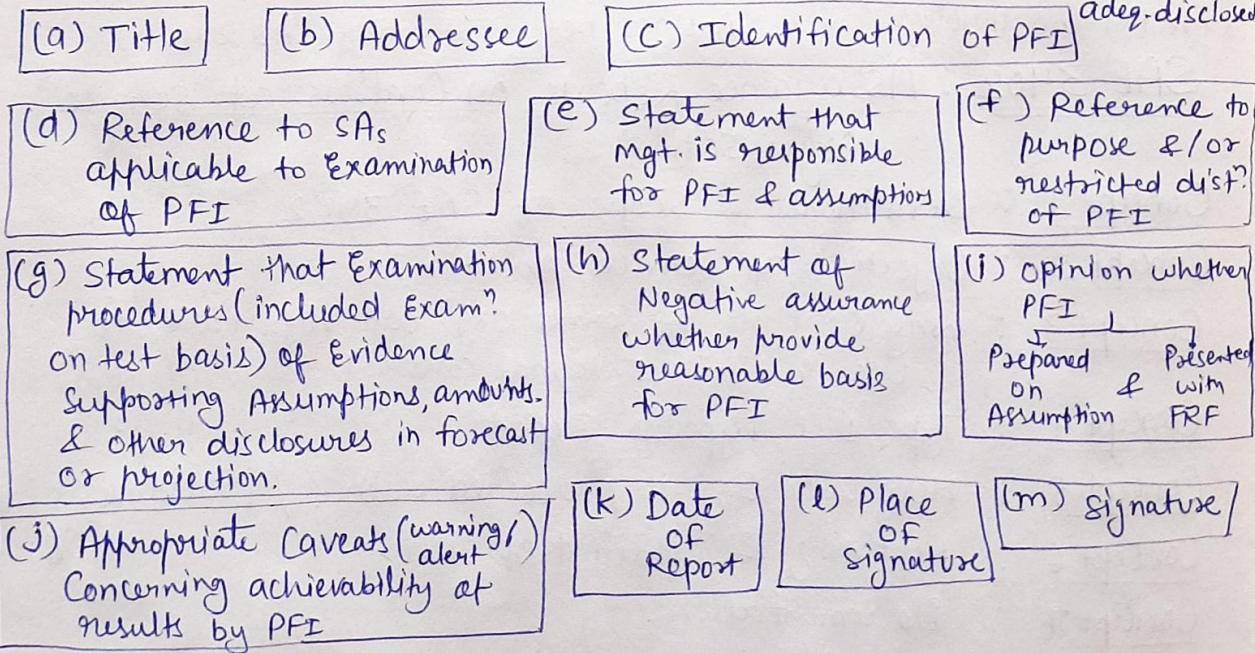 adeq. disclosed
(a) Title
(b) Addressee
(C) Identification of PFI
(d) Reference to SAs
applicable to Examination
of PFI
(e) Statement that
Mgt. is responsible
for PFI & assumptions
(f) Reference to
purpose &/or
restricted distⁿ
of PFI
(g) Statement that Examination
procedures (included Examⁿ
on test basis) of Evidence
Supporting Assumptions, amounts.
& other disclosures in forecast
or projection.
(h) Statement of
Negative assurance
whether provide
reasonable basis
for PFI
(i) opinion whether
PFI
Prepared
on
Assumption
&
Presented
with
FRF
(j) Appropriate Caveats (warning/
alert)
Concerning achievability of
results by PFI
(k) Date
of
Report
(l) Place
of
Signature
(m) Signature